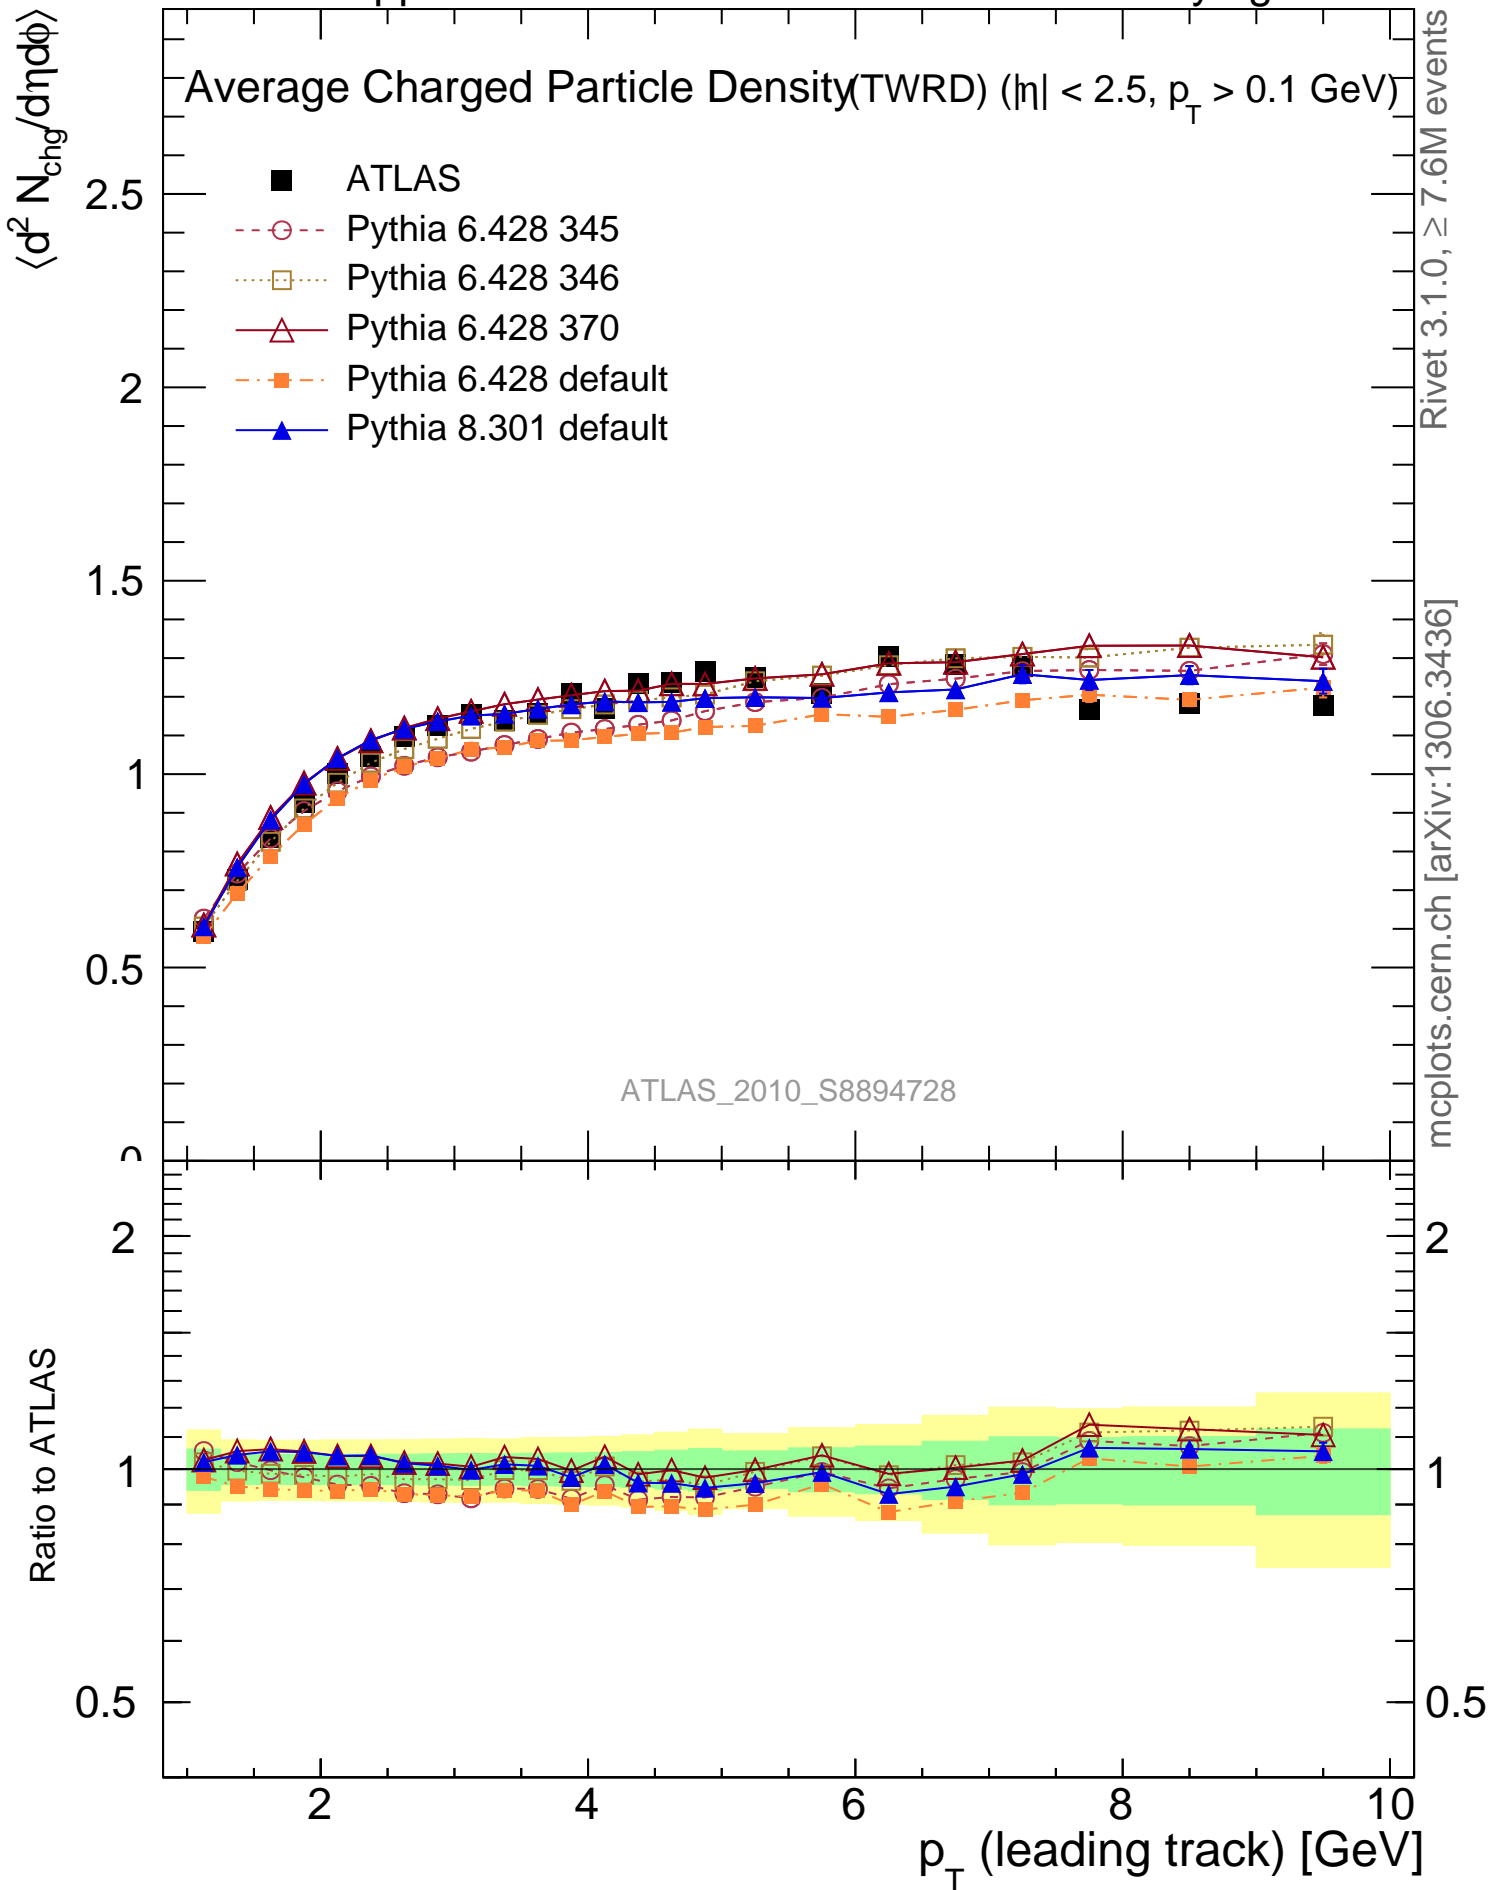 ⟨d² N_chg/dηdϕ⟩
Average Charged Particle Density (TWRD) (|η| < 2.5, p_T > 0.1 GeV)
ATLAS
Pythia 6.428 345
Pythia 6.428 346
Pythia 6.428 370
Pythia 6.428 default
Pythia 8.301 default
2.5
2
1.5
1
0.5
0
ATLAS_2010_S8894728
Rivet 3.1.0, ≥ 7.6M events
mcplots.cern.ch [arXiv:1306.3436]
Ratio to ATLAS
2
1
0.5
2
1
0.5
2
4
6
8
10
p_T (leading track) [GeV]